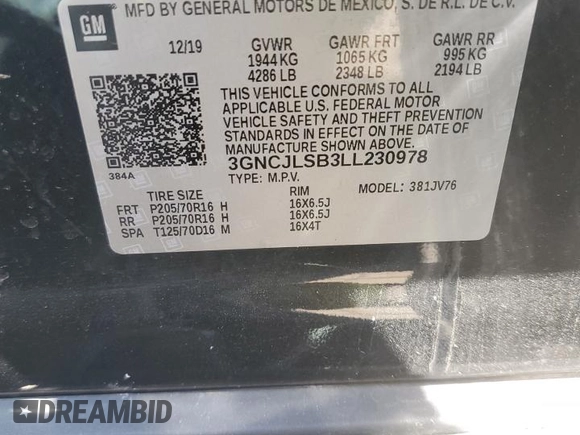 MFD BY GENERAL MOTORS DE MEXICO, S. DE R.L. DE C.V.
GM
12/19 GVWR GAWR FRT GAWR RR
1944 KG 1065 KG 995 KG
4286 LB 2348 LB 2194 LB
THIS VEHICLE CONFORMS TO ALL
APPLICABLE U.S. FEDERAL MOTOR
VEHICLE SAFETY AND THEFT PREVENTION
STANDARDS IN EFFECT ON THE DATE OF
MANUFACTURE SHOWN ABOVE.
3GNCJLSB3LL230978
384A
TYPE: M.P.V. MODEL: 381JV76
TIRE SIZE RIM
FRT P205/70R16 H 16X6.5J
RR P205/70R16 H 16X6.5J
SPA T125/70D16 M 16X4T
DREAMBID